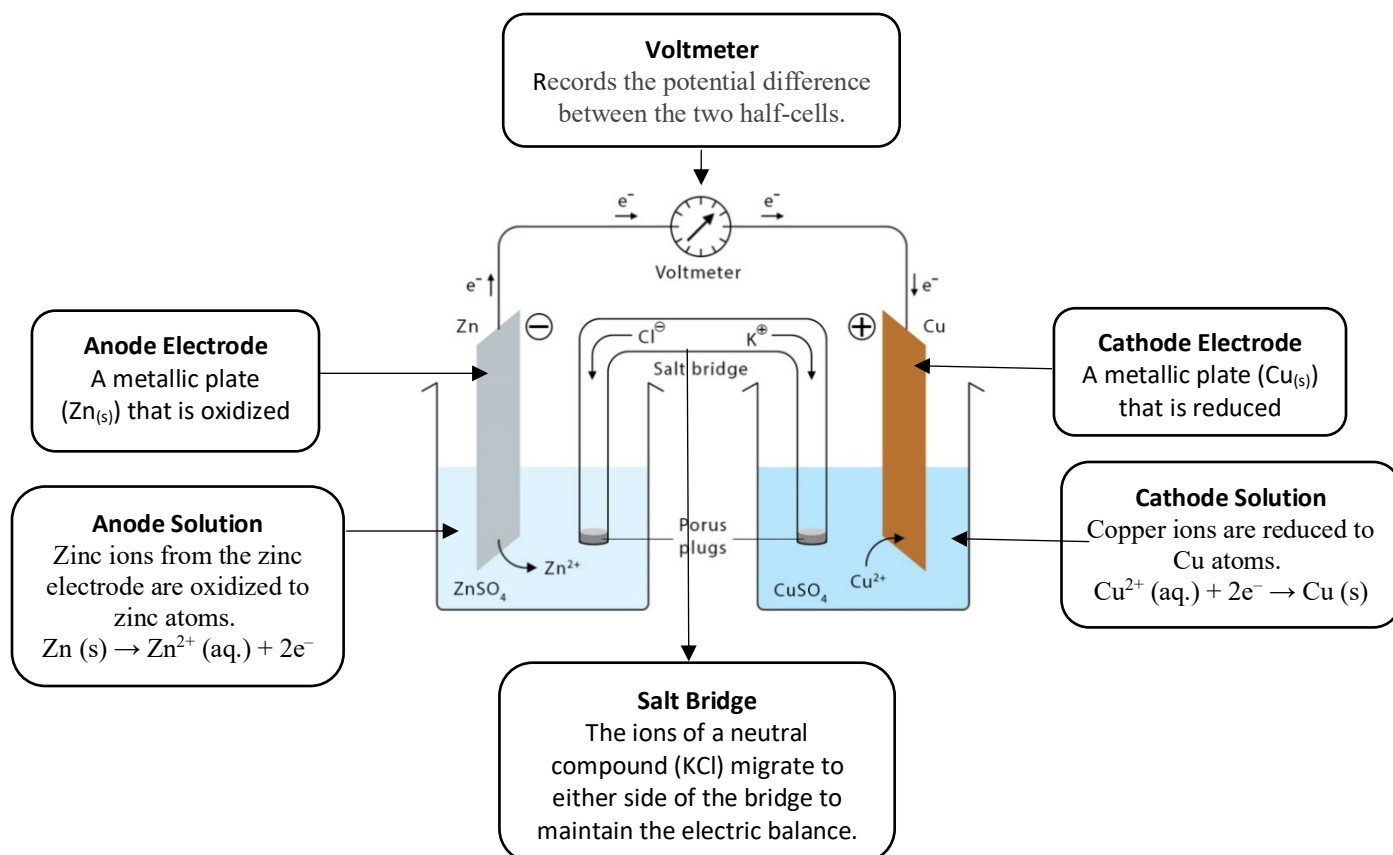 Voltmeter
Records the potential difference
between the two half-cells.
e⁻
e⁻
Voltmeter
e⁻
e⁻
Zn
Cl⊖
K⊕
Cu
Salt bridge
Anode Electrode
A metallic plate
(Zn₍s₎) that is oxidized
Cathode Electrode
A metallic plate (Cu₍s₎)
that is reduced
Anode Solution
Zinc ions from the zinc
electrode are oxidized to
zinc atoms.
Zn (s) → Zn²⁺ (aq.) + 2e⁻
Zn²⁺
ZnSO₄
Porus
plugs
Cu²⁺
CuSO₄
Cathode Solution
Copper ions are reduced to
Cu atoms.
Cu²⁺ (aq.) + 2e⁻ → Cu (s)
Salt Bridge
The ions of a neutral
compound (KCl) migrate to
either side of the bridge to
maintain the electric balance.